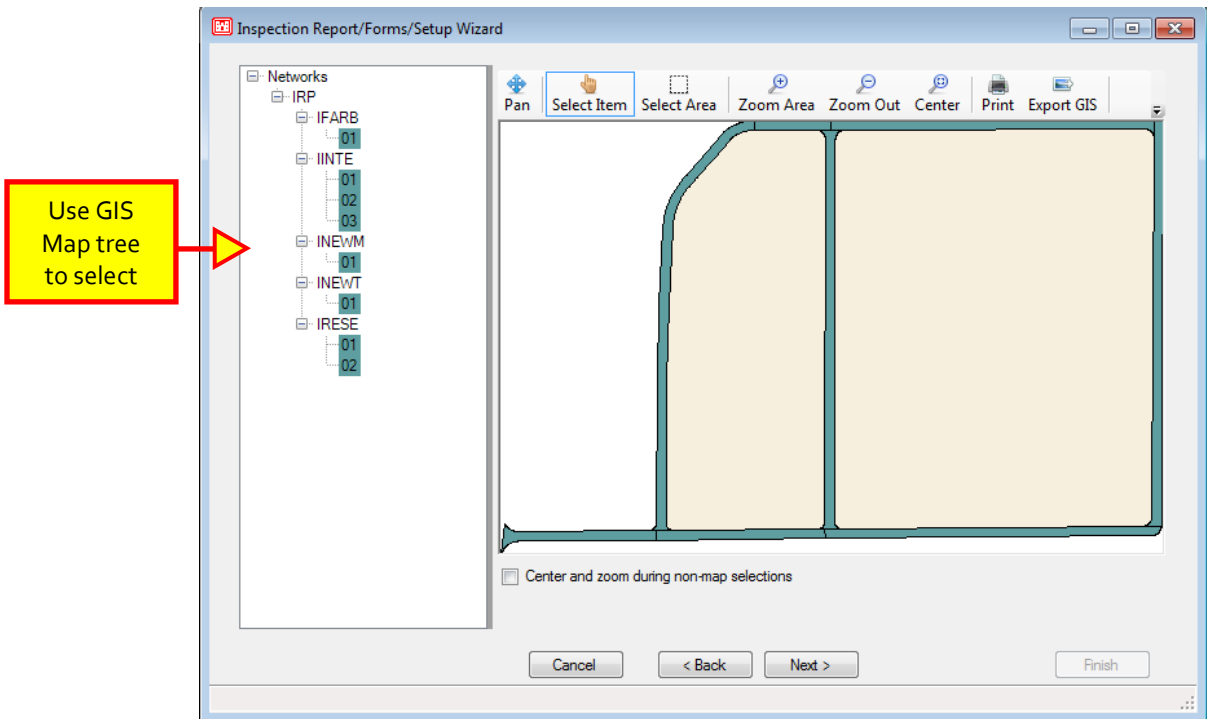 Inspection Report/Forms/Setup Wizard
Networks
IRP
IFARB
01
IINTE
01
02
03
INEWM
01
INEWT
01
IRESE
01
02
Use GIS
Map tree
to select
Pan Select Item Select Area Zoom Area Zoom Out Center Print Export GIS
Center and zoom during non-map selections
Cancel < Back Next > Finish